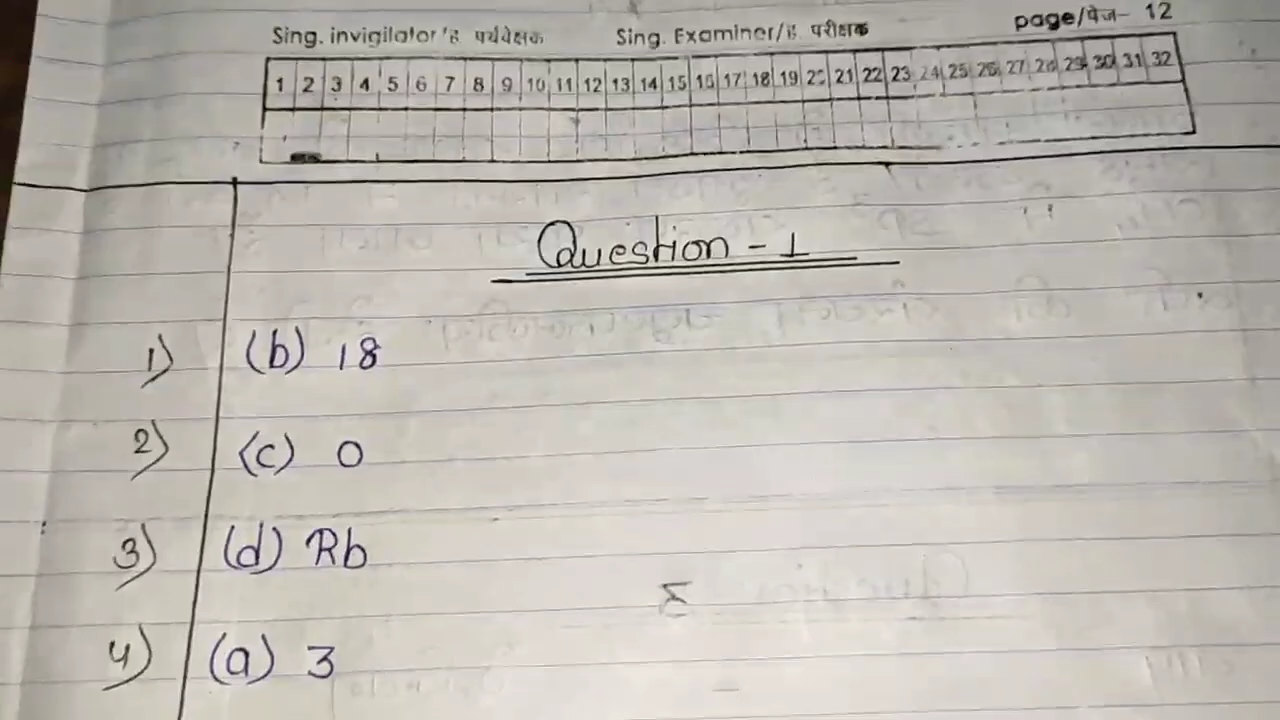 Sing. invigilator/ह पर्यवेक्षक Sing. Examiner/ह. परीक्षक page/पेज- 12
1 2 3 4 5 6 7 8 9 10 11 12 13 14 15 16 17 18 19 20 21 22 23 24 25 26 27 28 29 30 31 32
Question - 1
1) (b) 18
2) (c) 0
3) (d) Rb
4) (a) 3